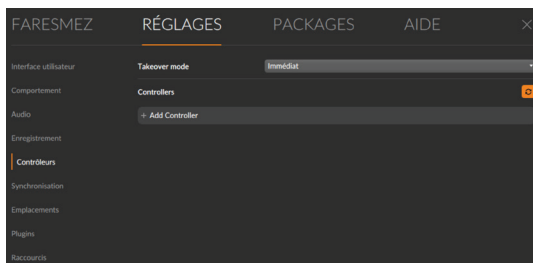 FARESMEZ RÉGLAGES PACKAGES AIDE
Interface utilisateur
Takeover mode Immédiat
Comportement
Controllers
Audio
+ Add Controller
Enregistrement
Contrôleurs
Synchronisation
Emplacements
Plugins
Raccourcis